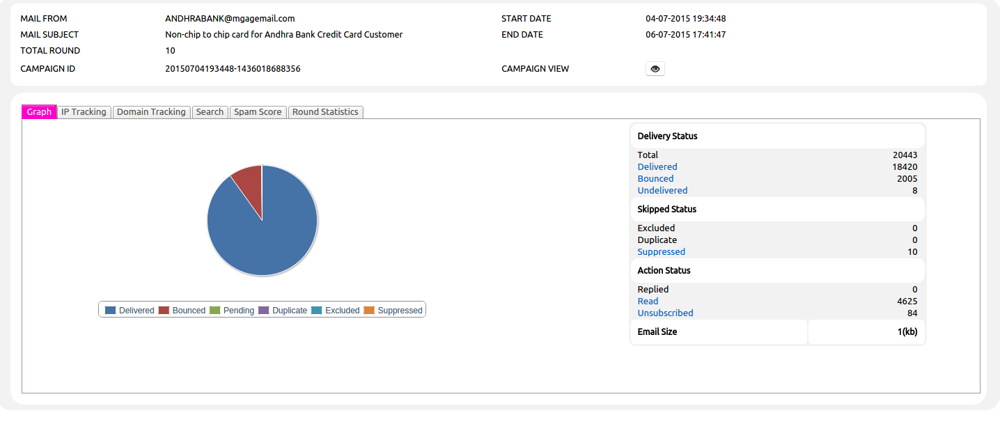 MAIL FROM ANDHRABANK@mgagemail.com START DATE 04-07-2015 19:34:48
MAIL SUBJECT Non-chip to chip card for Andhra Bank Credit Card Customer END DATE 06-07-2015 17:41:47
TOTAL ROUND 10
CAMPAIGN ID 20150704193448-1436018688356 CAMPAIGN VIEW
Graph IP Tracking Domain Tracking Search Spam Score Round Statistics
Delivery Status
Total 20443
Delivered 18420
Bounced 2005
Undelivered 8
Skipped Status
Excluded 0
Duplicate 0
Suppressed 10
Action Status
Replied 0
Read 4625
Unsubscribed 84
Email Size 1(kb)
Delivered Bounced Pending Duplicate Excluded Suppressed